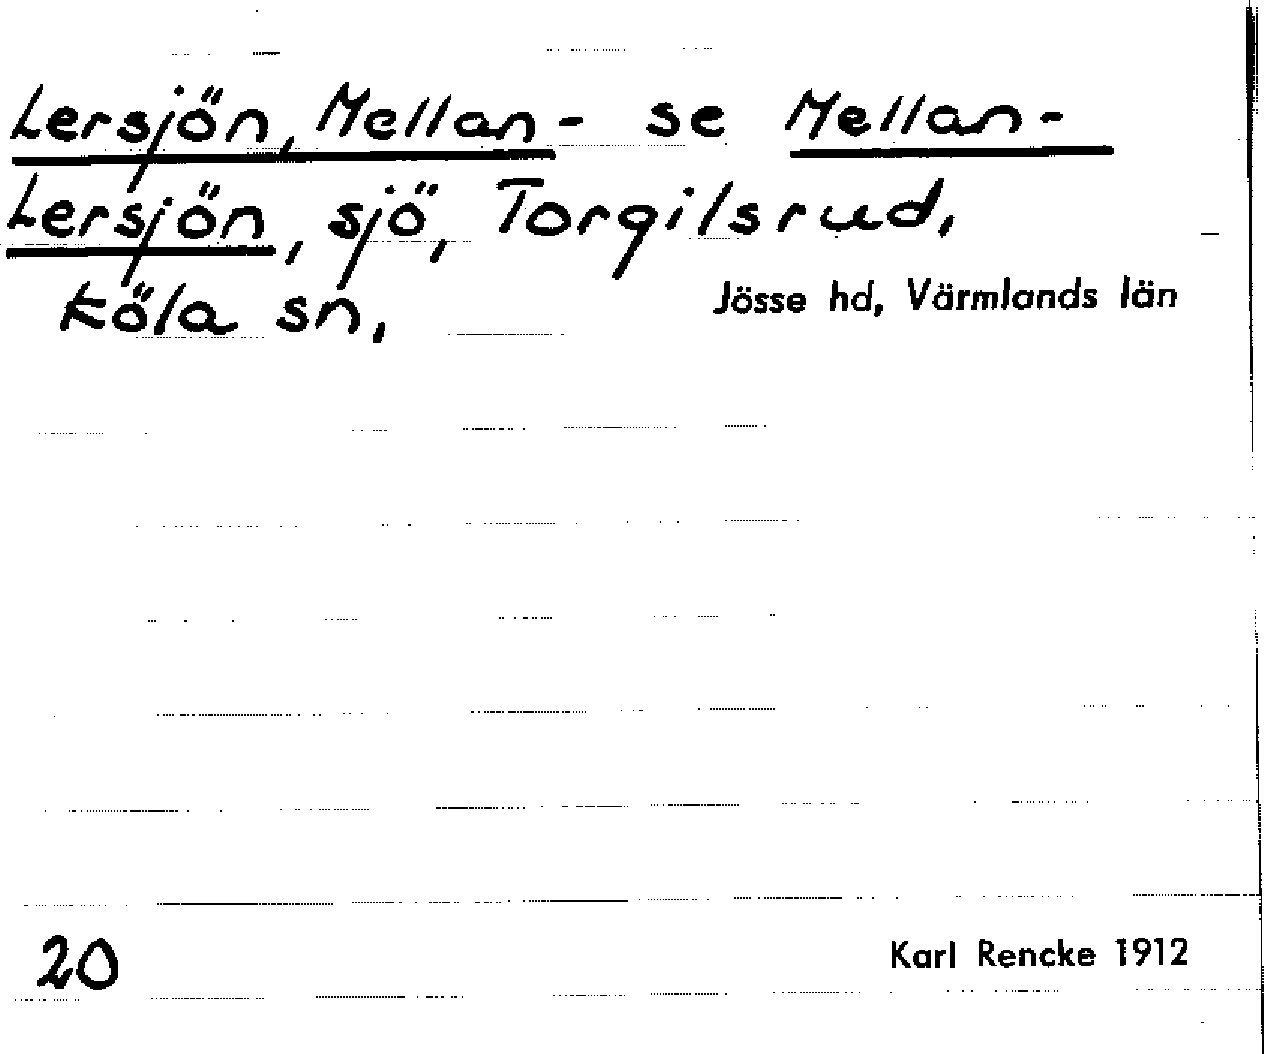 Lersjön, Mellan- se Mellan-
Lersjön, sjö, Torgilsrud,
Köla sn, Jösse hd, Värmlands län
20 Karl Rencke 1912